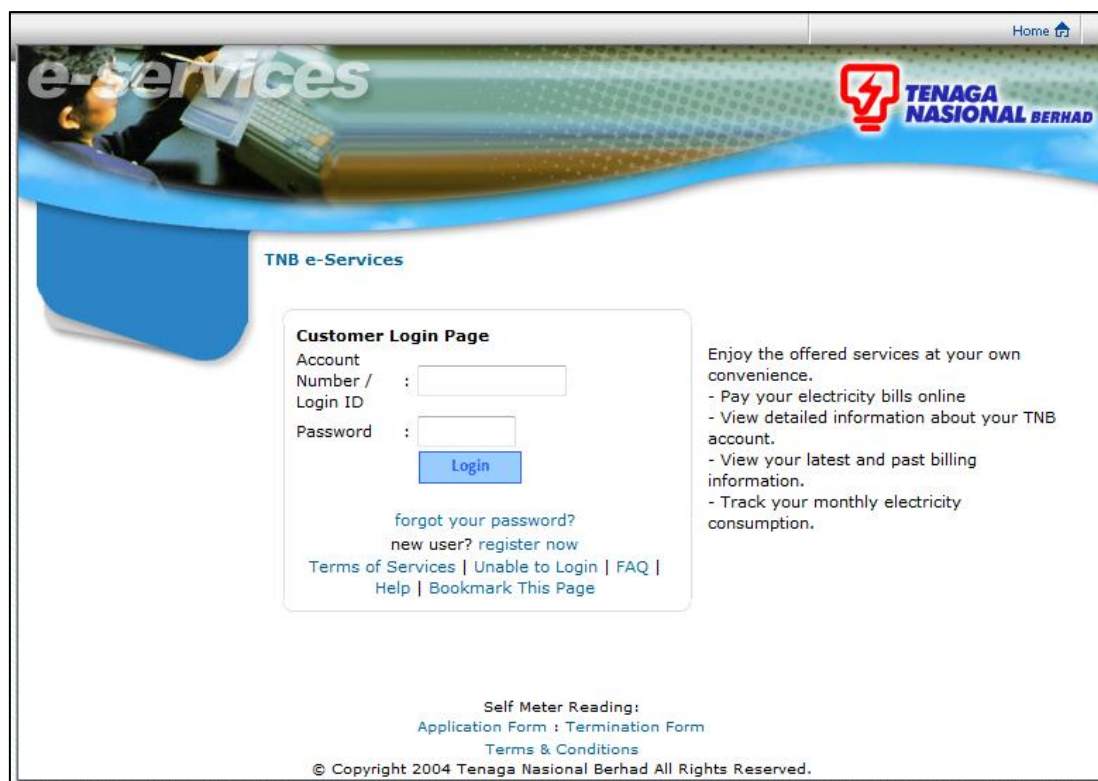 Home
e-services
TENAGA
NASIONAL BERHAD
TNB e-Services
Customer Login Page
Account
Number / :
Login ID
Password :
Login
forgot your password?
new user? register now
Terms of Services | Unable to Login | FAQ |
Help | Bookmark This Page
Enjoy the offered services at your own
convenience.
- Pay your electricity bills online
- View detailed information about your TNB
account.
- View your latest and past billing
information.
- Track your monthly electricity
consumption.
Self Meter Reading:
Application Form : Termination Form
Terms & Conditions
© Copyright 2004 Tenaga Nasional Berhad All Rights Reserved.